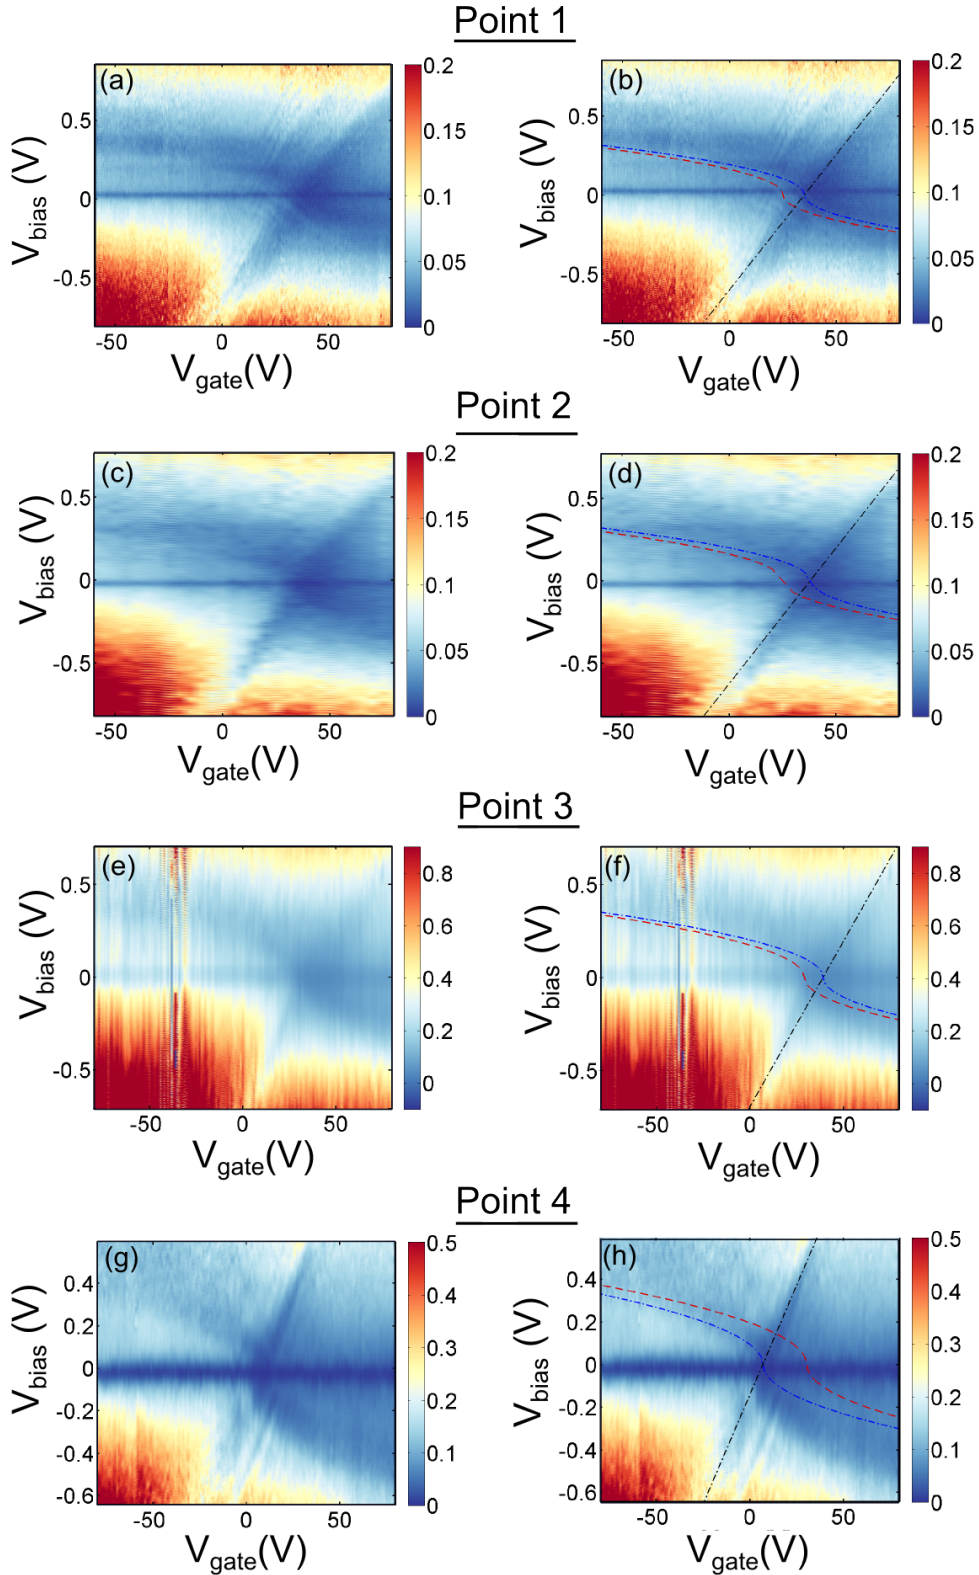 Point 1
(a) (b)
0.5
0
-0.5
-50 0 50
0.2
0.15
0.1
0.05
0
V_bias (V)
V_gate(V)
0.5
0
-0.5
-50 0 50
0.2
0.15
0.1
0.05
0
V_bias (V)
V_gate(V)
Point 2
(c) (d)
0.5
0
-0.5
-50 0 50
0.2
0.15
0.1
0.05
0
V_bias (V)
V_gate(V)
0.5
0
-0.5
-50 0 50
0.2
0.15
0.1
0.05
0
V_bias (V)
V_gate(V)
Point 3
(e) (f)
0.5
0
-0.5
-50 0 50
0.8
0.6
0.4
0.2
0
V_bias (V)
V_gate(V)
0.5
0
-0.5
-50 0 50
0.8
0.6
0.4
0.2
0
V_bias (V)
V_gate(V)
Point 4
(g) (h)
0.4
0.2
0
-0.2
-0.4
-0.6
-50 0 50
0.5
0.4
0.3
0.2
0.1
0
V_bias (V)
V_gate(V)
0.4
0.2
0
-0.2
-0.4
-0.6
-50 0 50
0.5
0.4
0.3
0.2
0.1
0
V_bias (V)
V_gate(V)